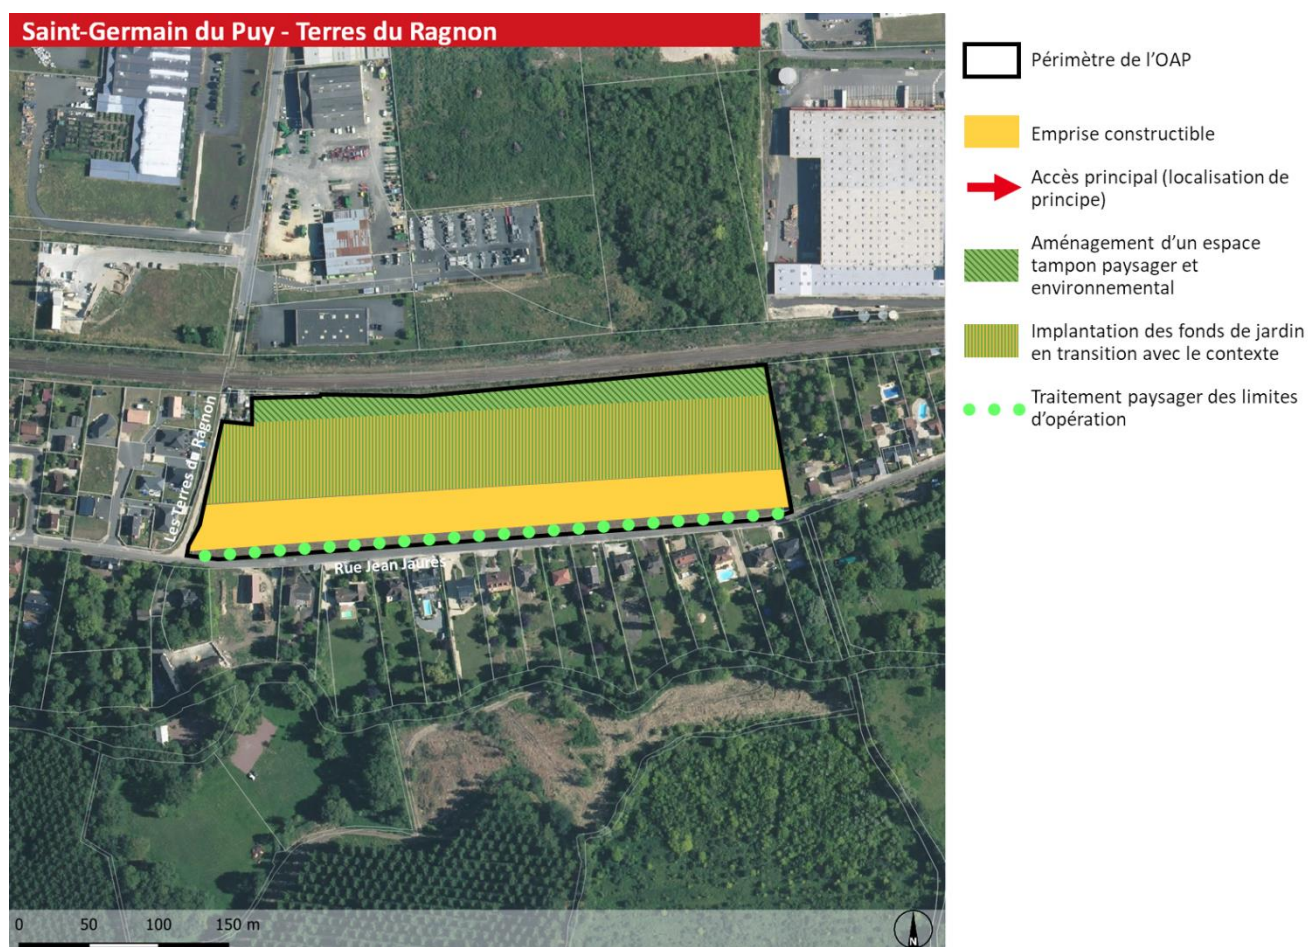 Saint-Germain du Puy - Terres du Ragnon
Périmètre de l’OAP
Emprise constructible
Accès principal (localisation de
principe)
Aménagement d’un espace
tampon paysager et
environnemental
Implantation des fonds de jardin
en transition avec le contexte
Traitement paysager des limites
d’opération
Les Terres du Ragnon
Rue Jean Jaurès
0 50 100 150 m
N